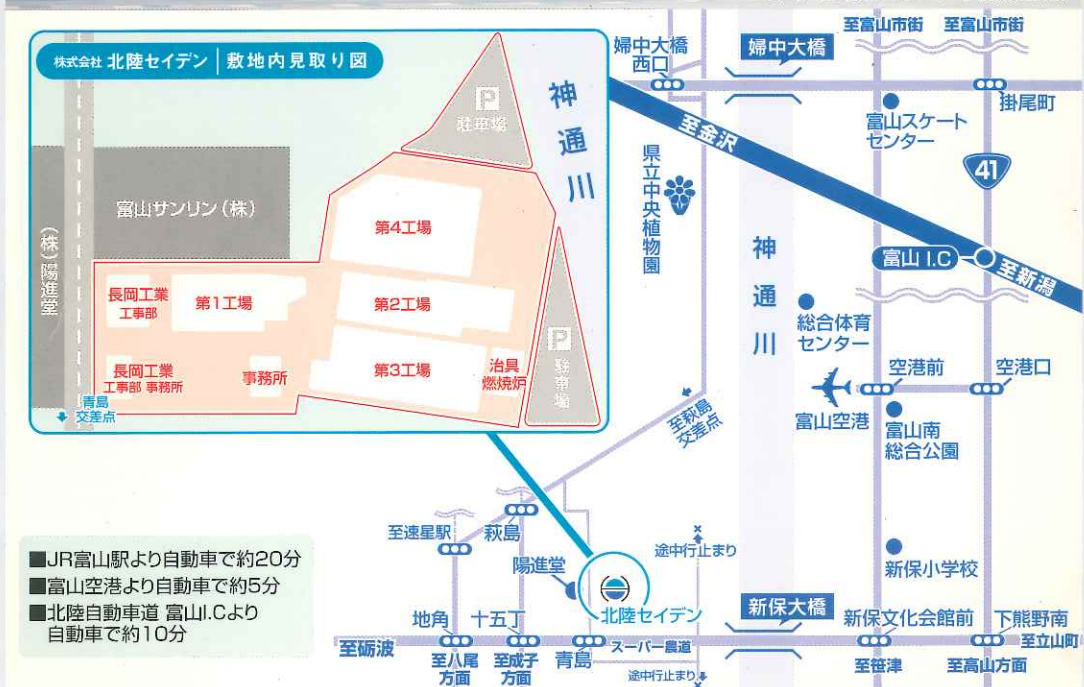 株式会社 北陸セイデン | 敷地内見取り図
P
駐車場
神通川
富山サンリン(株)
(株)陽進堂
第4工場
長岡工業
工事部
第1工場
第2工場
長岡工業
工事部 事務所
事務所
第3工場
治具
燃焼炉
P
駐車場
青島
交差点
婦中大橋
西口
婦中大橋
至富山市街
至富山市街
掛尾町
富山スケート
センター
至金沢
41
県立中央植物園
神通川
富山 I.C
至新潟
総合体育
センター
空港前
空港口
富山空港
富山南
総合公園
至萩島
交差点
至速星駅
萩島
途中行止まり
陽進堂
北陸セイデン
新保小学校
地角
十五丁
新保大橋
新保文化会館前
下熊野南
至砺波
至八尾
方面
至成子
方面
青島
スーパー農道
途中行止まり
至立山町
至笹津
至高山方面
■JR富山駅より自動車で約20分
■富山空港より自動車で約5分
■北陸自動車道 富山I.Cより
自動車で約10分